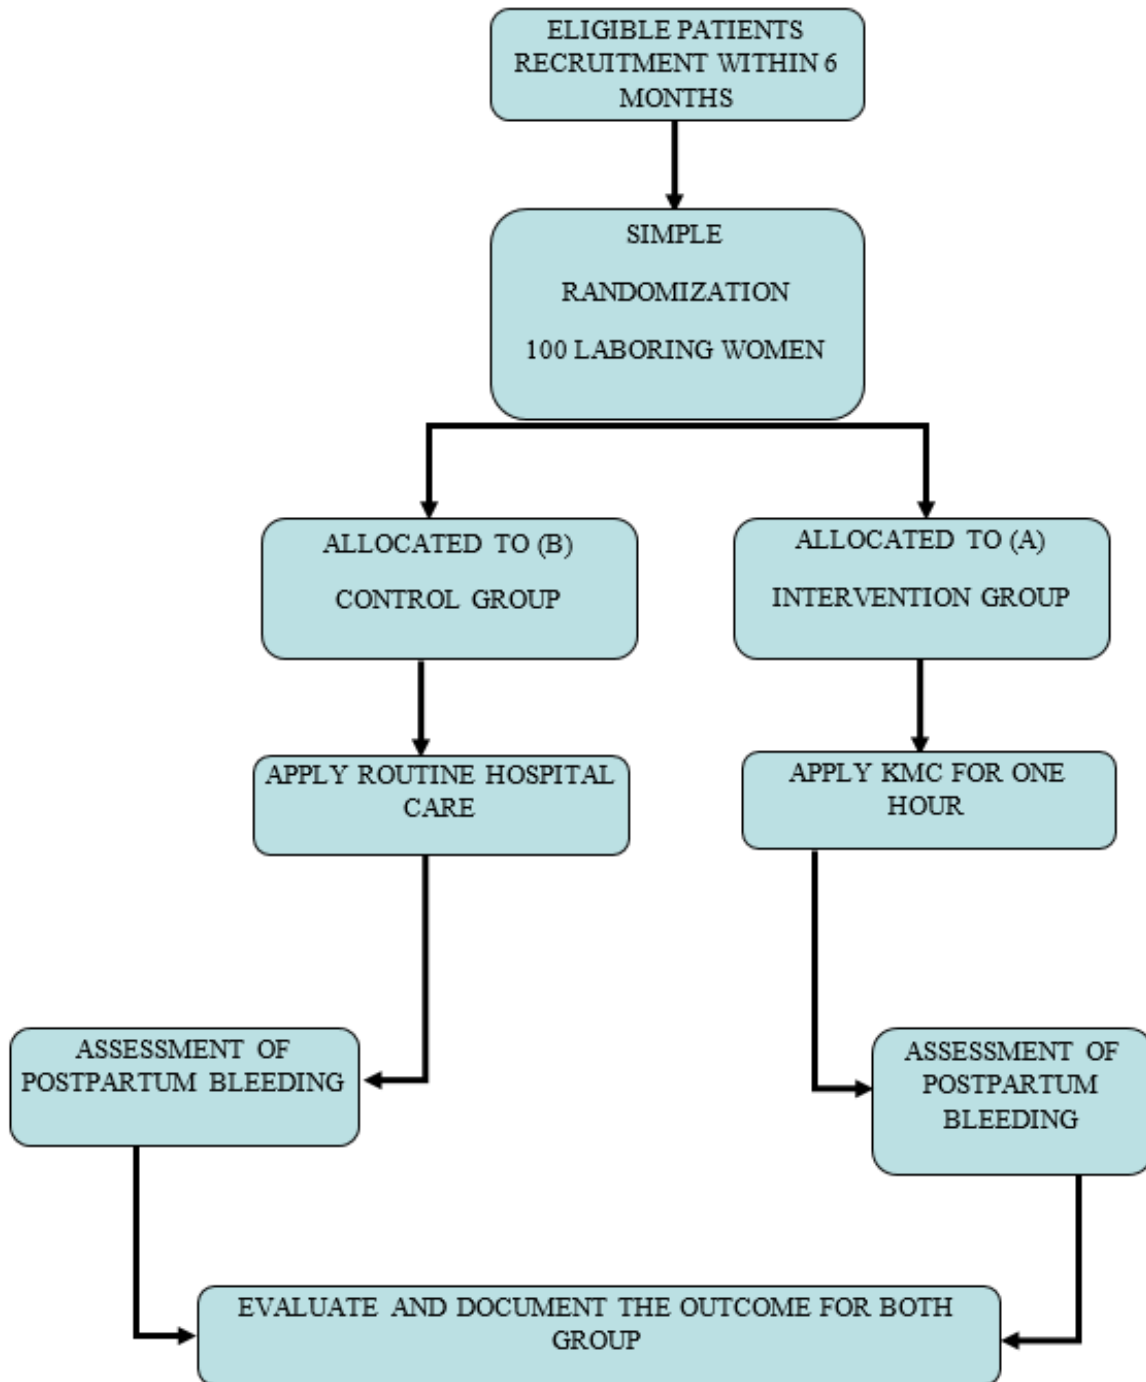 ELIGIBLE PATIENTS
RECRUITMENT WITHIN 6
MONTHS
SIMPLE
RANDOMIZATION
100 LABORING WOMEN
ALLOCATED TO (B)
CONTROL GROUP
ALLOCATED TO (A)
INTERVENTION GROUP
APPLY ROUTINE HOSPITAL
CARE
APPLY KMC FOR ONE
HOUR
ASSESSMENT OF
POSTPARTUM BLEEDING
ASSESSMENT OF
POSTPARTUM
BLEEDING
EVALUATE AND DOCUMENT THE OUTCOME FOR BOTH
GROUP